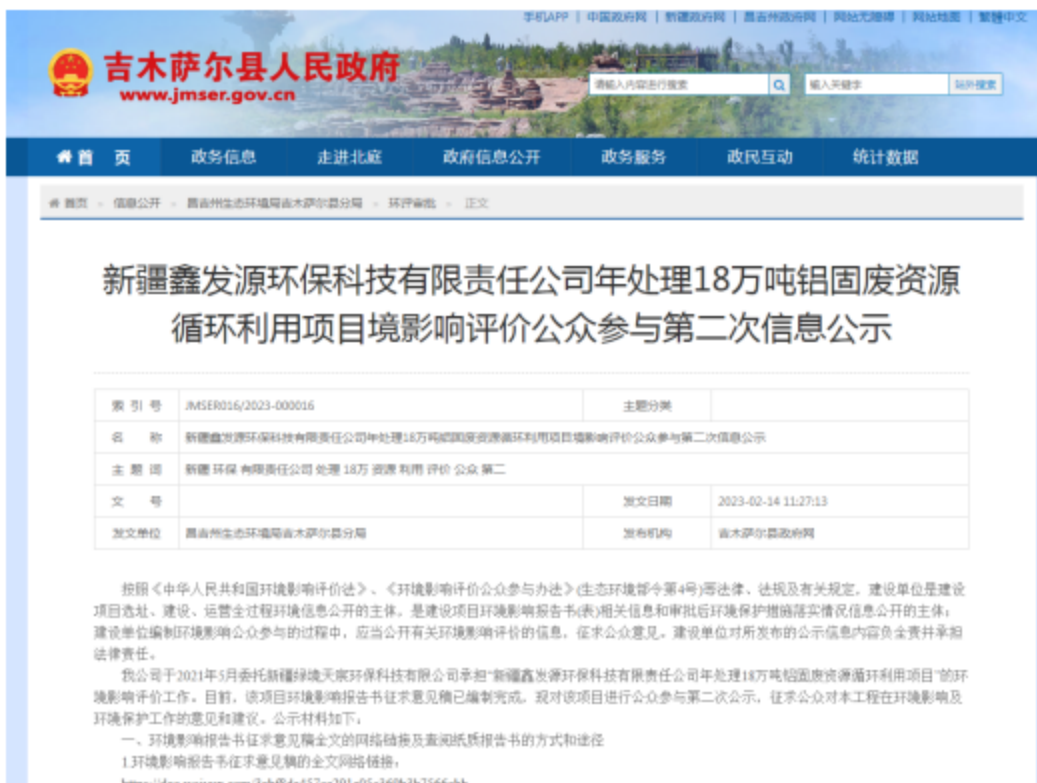 手机APP | 中国政府网 | 新疆政府网 | 昌吉州政府网 | 网站无障碍 | 网站地图 | 繁體中文
吉木萨尔县人民政府
www.jmser.gov.cn
请输入内容进行搜索
输入关键字
站外搜索
首 页 政务信息 走进北庭 政府信息公开 政务服务 政民互动 统计数据
首页 信息公开 昌吉州生态环境局吉木萨尔县分局 环评审批 正文
新疆鑫发源环保科技有限责任公司年处理18万吨铝固废资源
循环利用项目境影响评价公众参与第二次信息公示
索 引 号 JMSER016/2023-000016 主题分类
名 称 新疆鑫发源环保科技有限责任公司年处理18万吨铝固废资源循环利用项目境影响评价公众参与第二次信息公示
主 题 词 新疆 环保 有限责任公司 处理 18万 资源 利用 评价 公众 第二
文 号 发文日期 2023-02-14 11:27:13
发文单位 昌吉州生态环境局吉木萨尔县分局 发布机构 吉木萨尔县政府网
按照《中华人民共和国环境影响评价法》、《环境影响评价公众参与办法》(生态环境部令第4号)等法律、法规及有关规定，建设单位是建设
项目选址、建设、运营全过程环境信息公开的主体，是建设项目环境影响报告书(表)相关信息和审批后环境保护措施落实情况信息公开的主体；
建设单位编制环境影响公众参与的过程中，应当公开有关环境影响评价的信息，征求公众意见。建设单位对所发布的公示信息内容负全责并承担
法律责任。
我公司于2021年5月委托新疆绿境天宸环保科技有限公司承担“新疆鑫发源环保科技有限责任公司年处理18万吨铝固废资源循环利用项目”的环
境影响评价工作。目前，该项目环境影响报告书征求意见稿已编制完成，现对该项目进行公众参与第二次公示，征求公众对本工程在环境影响及
环境保护工作的意见和建议。公示材料如下：
一、环境影响报告书征求意见稿全文的网络链接及查阅纸质报告书的方式和途径
1.环境影响报告书征求意见稿的全文网络链接：